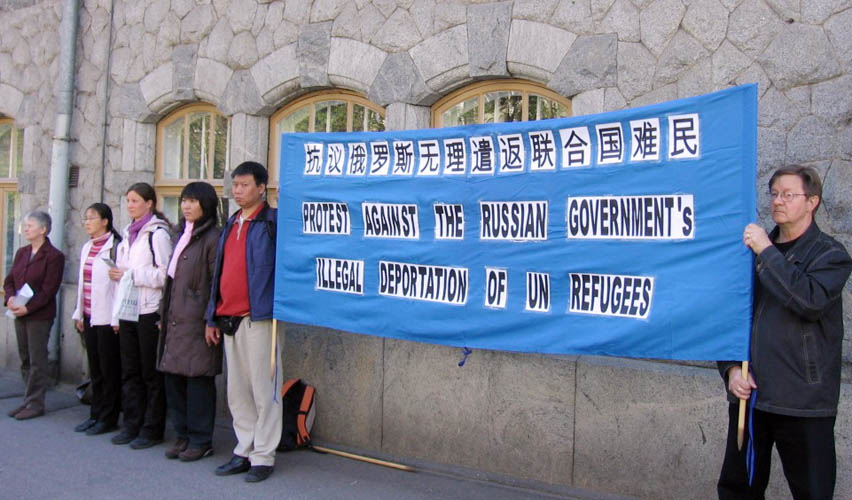 抗议俄罗斯无理遣返联合国难民
PROTEST AGAINST THE RUSSIAN GOVERNMENT's
ILLEGAL DEPORTATION OF UN REFUGEES